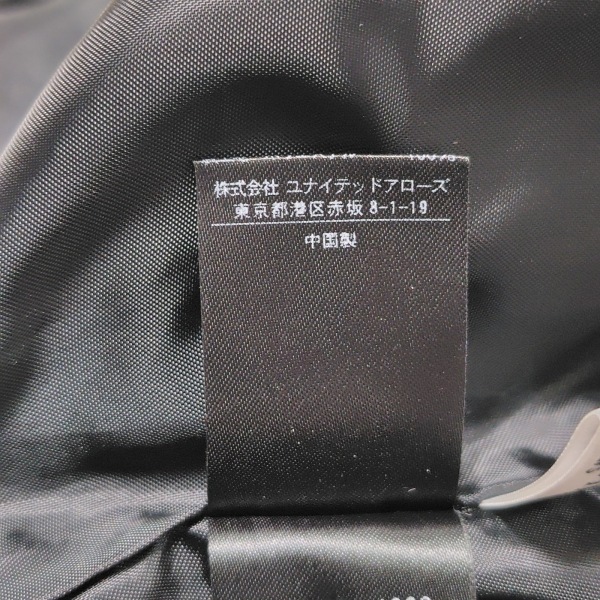 株式会社 ユナイテッドアローズ
東京都港区赤坂 8-1-19
中国製